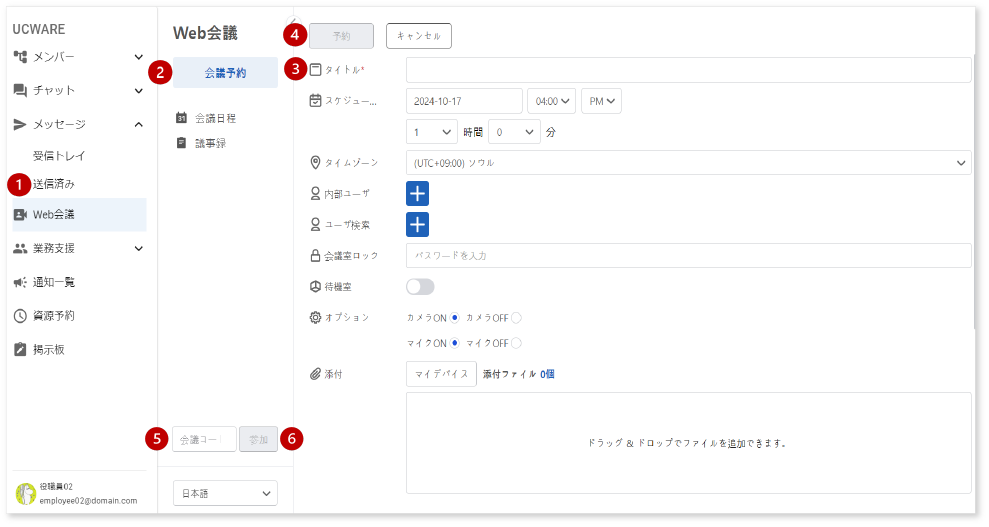 UCWARE
メンバー
チャット
メッセージ
受信トレイ
1 送信済み
Web会議
業務支援
通知一覧
資源予約
掲示板
役職員02
employee02@domain.com
Web会議
2 会議予約
31 会議日程
議事録
5 会議コー 参加 6
日本語
4 予約 キャンセル
3 タイトル*
スケジュー... 2024-10-17 04:00 PM
1 時間 0 分
タイムゾーン (UTC+09:00) ソウル
内部ユーザ
ユーザ検索
会議室ロック パスワードを入力
待機室
オプション カメラON カメラOFF
マイクON マイクOFF
添付 マイデバイス 添付ファイル 0個
ドラッグ & ドロップでファイルを追加できます。